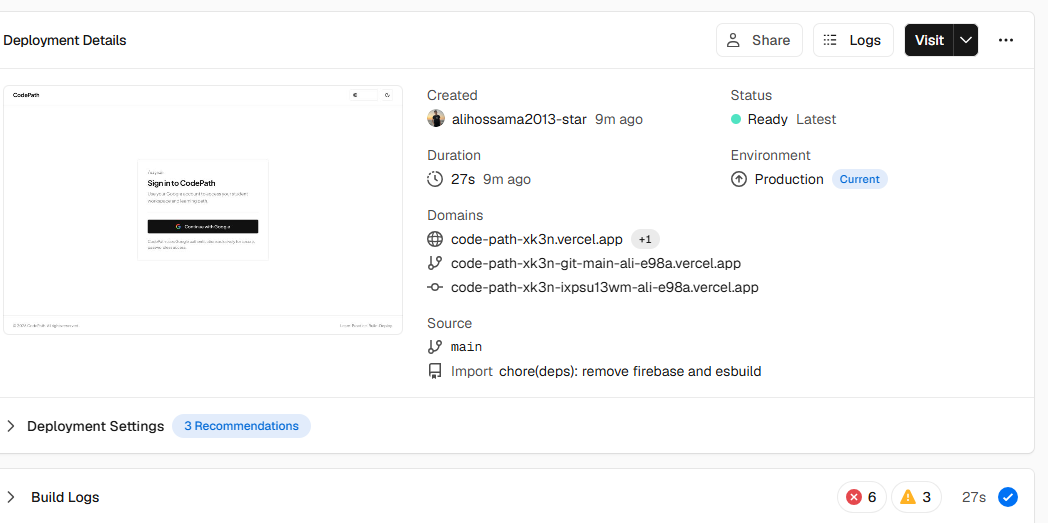 Deployment Details
Share
Logs
Visit
CodePath
Sign in to CodePath
Continue with Google
Created
alihossama2013-star 9m ago
Status
Ready Latest
Duration
27s 9m ago
Environment
Production Current
Domains
code-path-xk3n.vercel.app +1
code-path-xk3n-git-main-ali-e98a.vercel.app
code-path-xk3n-ixpsu13wm-ali-e98a.vercel.app
Source
main
Import chore(deps): remove firebase and esbuild
Deployment Settings 3 Recommendations
Build Logs
6
3
27s